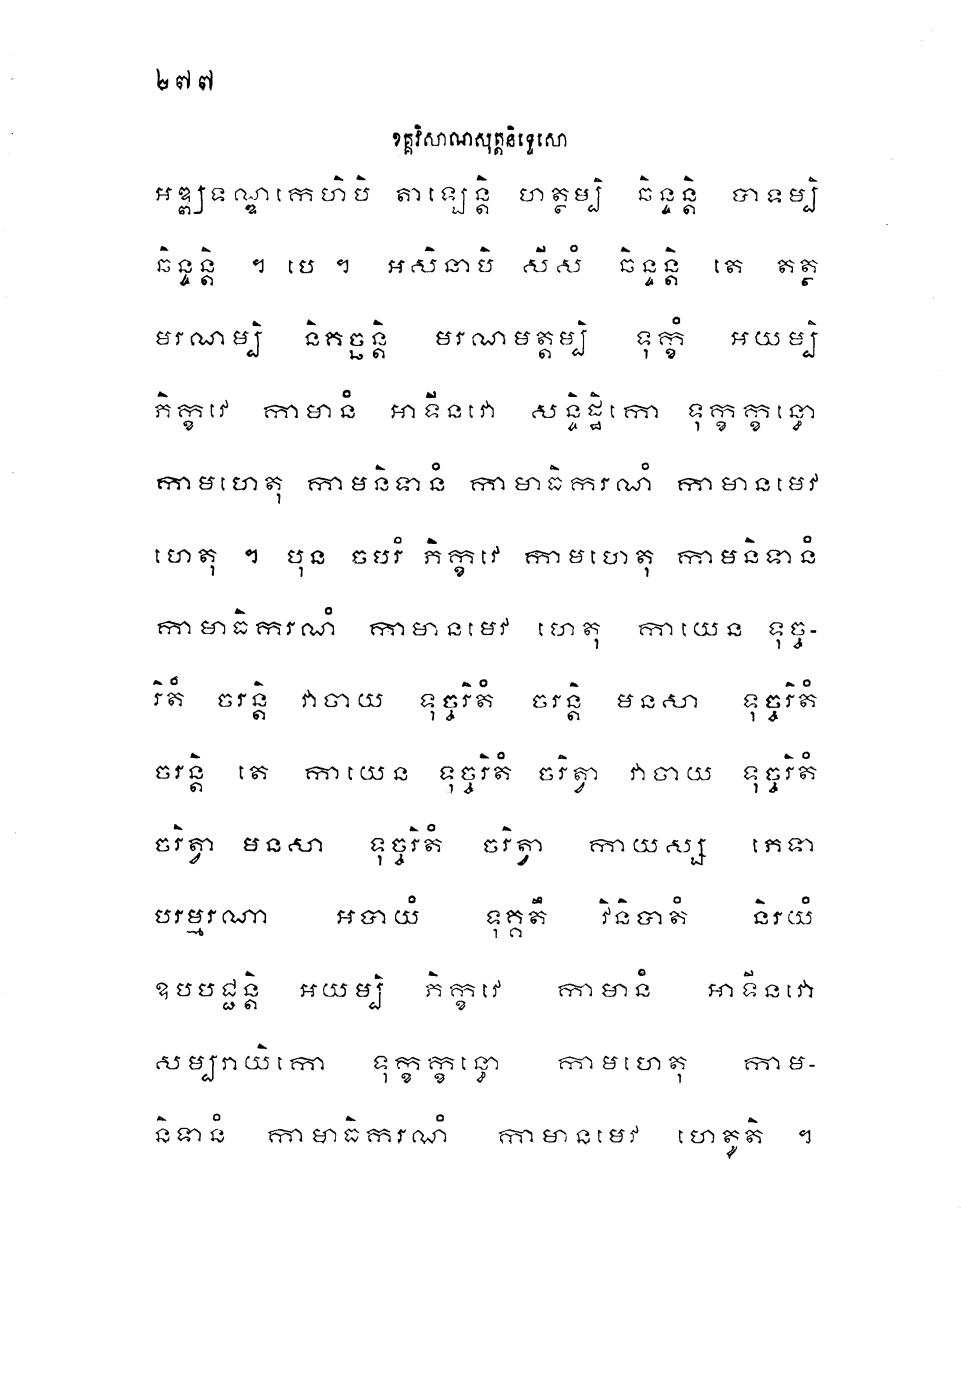 ២៧៧
ខគ្គវិសាណសុត្តនិទ្ទេសោ
អឌ្ឍទណ្ឌកេហិបិ តាឡេន្តិ ហត្ថម្បិ ឆិន្ទន្តិ បាទម្បិ
ឆិន្ទន្តិ ។ បេ ។ អសិនាបិ សីសំ ឆិន្ទន្តិ តេ តត្ថ
មរណម្បិ និគច្ឆន្តិ មរណមត្តម្បិ ទុក្ខំ អយម្បិ
ភិក្ខវេ កាមានំ អាទីនវោ សន្ទិដ្ឋិកោ ទុក្ខក្ខន្ធោ
កាមហេតុ កាមនិទានំ កាមាធិករណំ កាមានមេវ
ហេតុ ។ បុន ចបរំ ភិក្ខវេ កាមហេតុ កាមនិទានំ
កាមាធិករណំ កាមានមេវ ហេតុ កាយេន ទុច្ច-
រិតំ ចរន្តិ វាចាយ ទុច្ចរិតំ ចរន្តិ មនសា ទុច្ចរិតំ
ចរន្តិ តេ កាយេន ទុច្ចរិតំ ចរិត្វា វាចាយ ទុច្ចរិតំ
ចរិត្វា មនសា ទុច្ចរិតំ ចរិត្វា កាយស្ស ភេទា
បរម្មរណា អបាយំ ទុគ្គតឹ វិនិបាតំ និរយំ
ឧបបជ្ជន្តិ អយម្បិ ភិក្ខវេ កាមានំ អាទីនវោ
សម្បរាយិកោ ទុក្ខក្ខន្ធោ កាមហេតុ កាម-
និទានំ កាមាធិករណំ កាមានមេវ ហេតូតិ ។